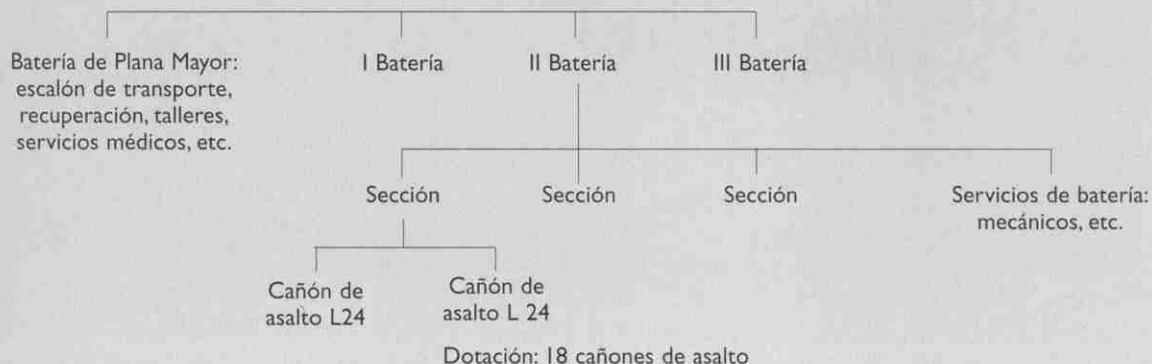 Batería de Plana Mayor:
escalón de transporte,
recuperación, talleres,
servicios médicos, etc.
I Batería
II Batería
III Batería
Sección
Sección
Sección
Servicios de batería:
mecánicos, etc.
Cañón de
asalto L24
Cañón de
asalto L 24
Dotación: 18 cañones de asalto